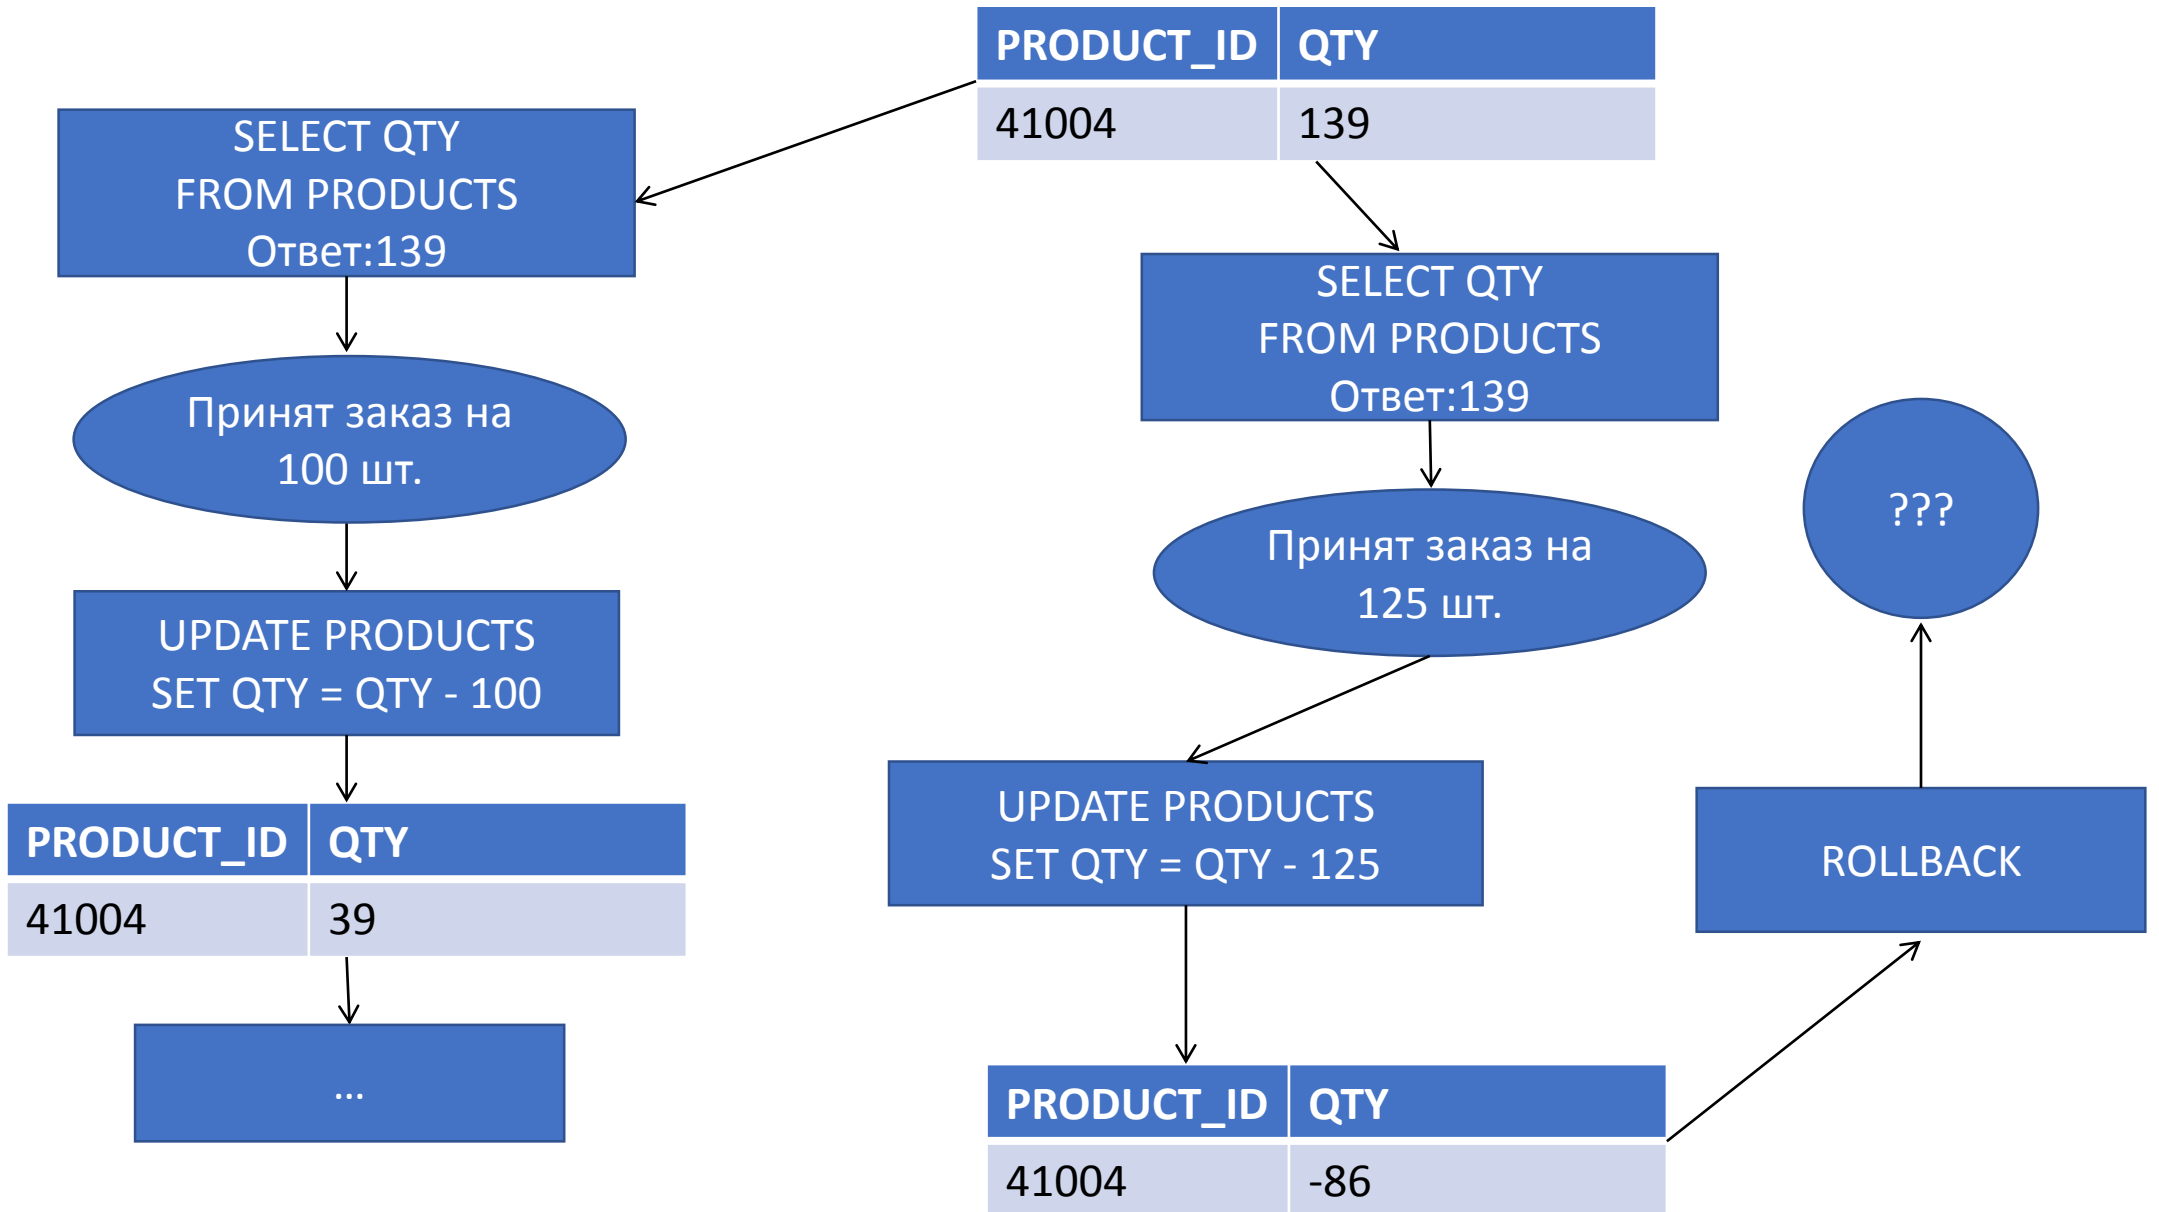 PRODUCT_ID QTY
41004 139
SELECT QTY
FROM PRODUCTS
Ответ:139
Принят заказ на
100 шт.
UPDATE PRODUCTS
SET QTY = QTY - 100
PRODUCT_ID QTY
41004 39
...
SELECT QTY
FROM PRODUCTS
Ответ:139
Принят заказ на
125 шт.
UPDATE PRODUCTS
SET QTY = QTY - 125
PRODUCT_ID QTY
41004 -86
ROLLBACK
???